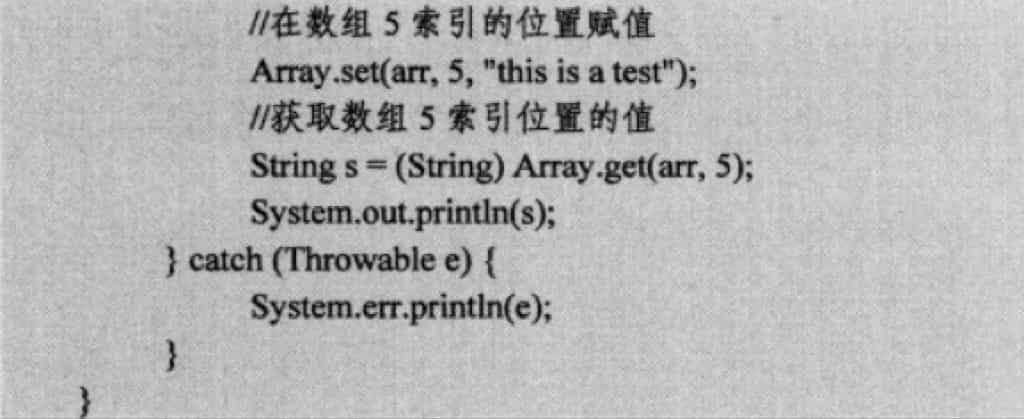 //在数组 5 索引的位置赋值
Array.set(arr, 5, "this is a test");
//获取数组 5 索引位置的值
String s = (String) Array.get(arr, 5);
System.out.println(s);
} catch (Throwable e) {
System.err.println(e);
}
}